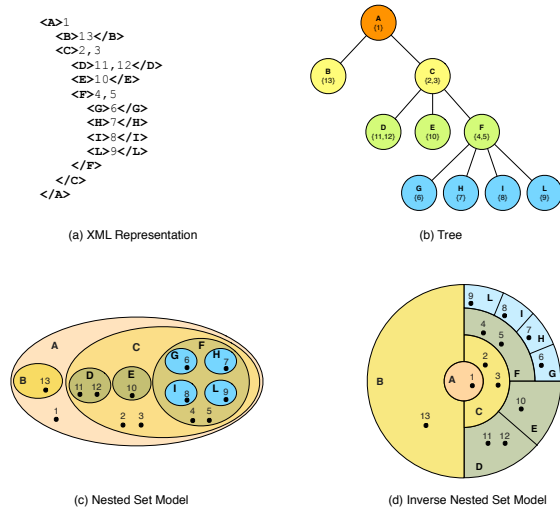 <A>1
<B>13</B>
<C>2,3
<D>11,12</D>
<E>10</E>
<F>4,5
<G>6</G>
<H>7</H>
<I>8</I>
<L>9</L>
</F>
</C>
</A>
(a) XML Representation
A
{1}
B
{13}
C
{2,3}
D
{11,12}
E
{10}
F
{4,5}
G
{6}
H
{7}
I
{8}
L
{9}
(b) Tree
A
B
13
1
C
D
11 12
E
10
2 3
F
G
6
H
7
I
8
L
9
4 5
(c) Nested Set Model
9 L
8 I
7 H
6 G
4
5
F
2
3
A
1
C
B
13
10
E
11 12
D
(d) Inverse Nested Set Model